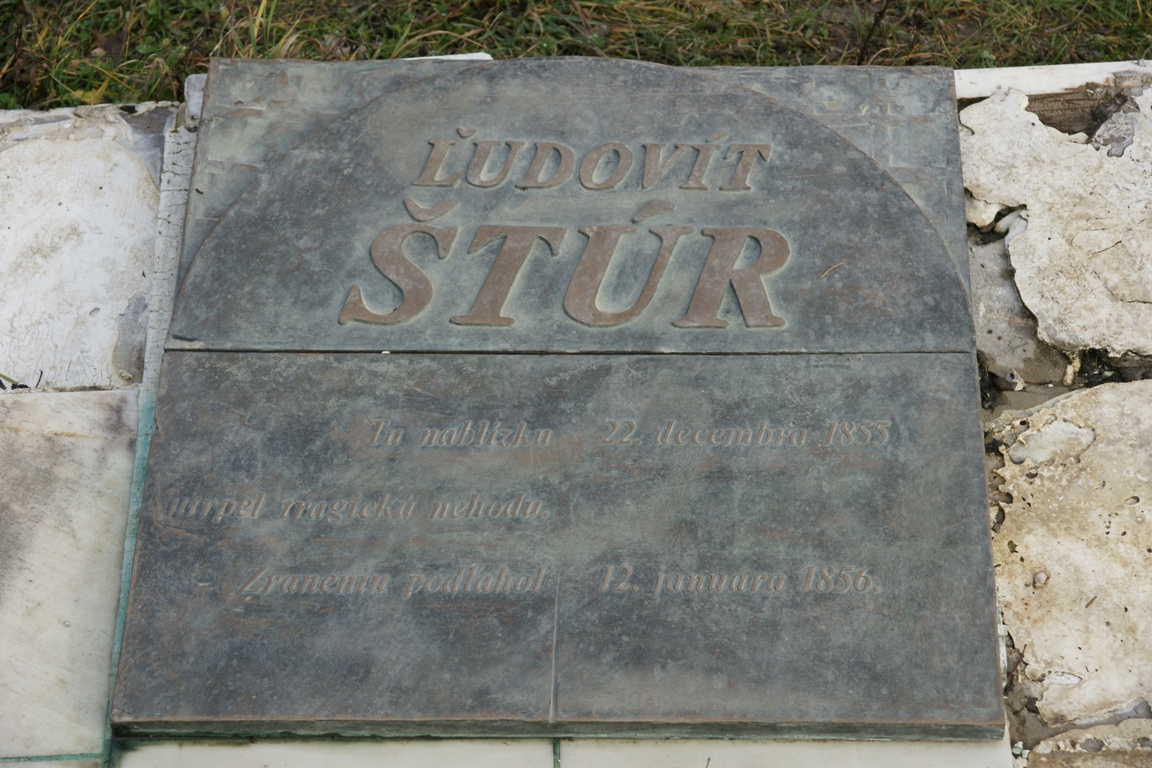 ĽUDOVÍT
ŠTÚR
Tu nablízku 22. decembra 1855
utrpel tragickú nehodu.
Zraneniu podľahol 12. januára 1856.